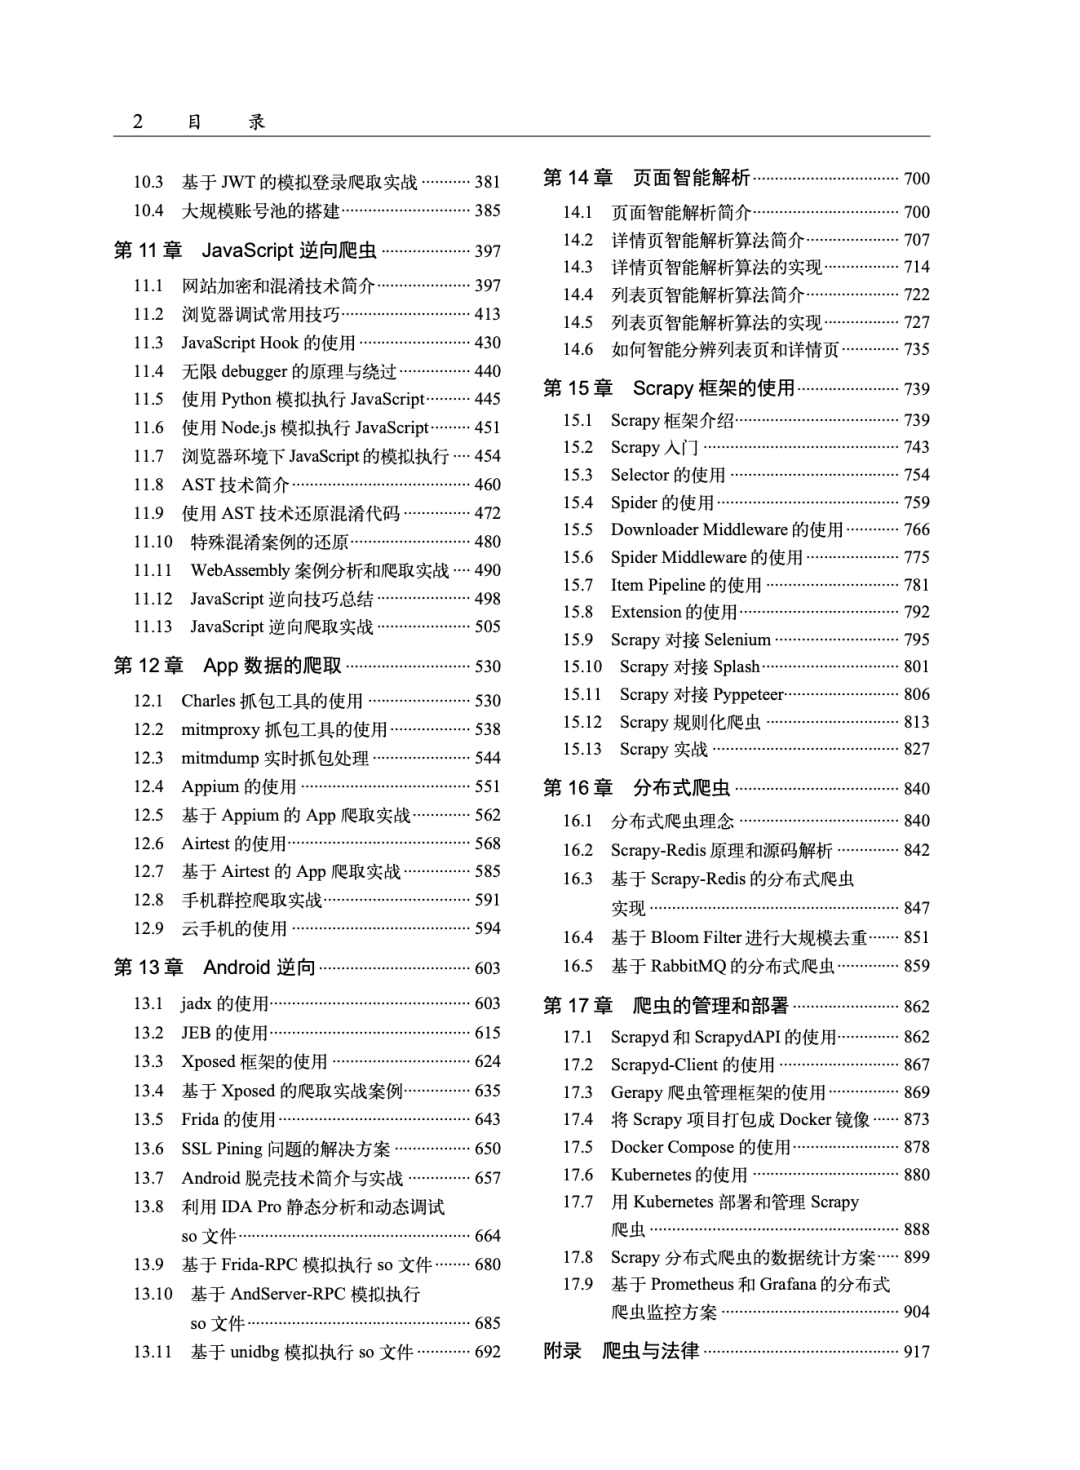 2 目 录
10.3 基于 JWT 的模拟登录爬取实战 ··········· 381
10.4 大规模账号池的搭建····························· 385
第 11 章 JavaScript 逆向爬虫 ···················· 397
11.1 网站加密和混淆技术简介····················· 397
11.2 浏览器调试常用技巧····························· 413
11.3 JavaScript Hook 的使用 ························· 430
11.4 无限 debugger 的原理与绕过················ 440
11.5 使用 Python 模拟执行 JavaScript·········· 445
11.6 使用 Node.js 模拟执行 JavaScript········· 451
11.7 浏览器环境下 JavaScript 的模拟执行 ···· 454
11.8 AST 技术简介········································ 460
11.9 使用 AST 技术还原混淆代码 ··············· 472
11.10 特殊混淆案例的还原··························· 480
11.11 WebAssembly 案例分析和爬取实战 ···· 490
11.12 JavaScript 逆向技巧总结 ····················· 498
11.13 JavaScript 逆向爬取实战 ····················· 505
第 12 章 App 数据的爬取 ···························· 530
12.1 Charles 抓包工具的使用 ······················· 530
12.2 mitmproxy 抓包工具的使用·················· 538
12.3 mitmdump 实时抓包处理 ······················ 544
12.4 Appium 的使用 ······································ 551
12.5 基于 Appium 的 App 爬取实战············· 562
12.6 Airtest 的使用········································· 568
12.7 基于 Airtest 的 App 爬取实战 ··············· 585
12.8 手机群控爬取实战································· 591
12.9 云手机的使用 ········································ 594
第 13 章 Android 逆向·································· 603
13.1 jadx 的使用············································· 603
13.2 JEB 的使用············································· 615
13.3 Xposed 框架的使用 ······························· 624
13.4 基于 Xposed 的爬取实战案例··············· 635
13.5 Frida 的使用··········································· 643
13.6 SSL Pining 问题的解决方案 ················· 650
13.7 Android 脱壳技术简介与实战 ·············· 657
13.8 利用 IDA Pro 静态分析和动态调试
so 文件···················································· 664
13.9 基于 Frida-RPC 模拟执行 so 文件········ 680
13.10 基于 AndServer-RPC 模拟执行
so 文件·················································· 685
13.11 基于 unidbg 模拟执行 so 文件 ············ 692
第 14 章 页面智能解析································· 700
14.1 页面智能解析简介································· 700
14.2 详情页智能解析算法简介····················· 707
14.3 详情页智能解析算法的实现················· 714
14.4 列表页智能解析算法简介····················· 722
14.5 列表页智能解析算法的实现················· 727
14.6 如何智能分辨列表页和详情页············· 735
第 15 章 Scrapy 框架的使用······················· 739
15.1 Scrapy 框架介绍····································· 739
15.2 Scrapy 入门 ············································ 743
15.3 Selector 的使用 ······································ 754
15.4 Spider 的使用········································· 759
15.5 Downloader Middleware 的使用············ 766
15.6 Spider Middleware 的使用····················· 775
15.7 Item Pipeline 的使用 ······························ 781
15.8 Extension 的使用···································· 792
15.9 Scrapy 对接 Selenium ···························· 795
15.10 Scrapy 对接 Splash······························· 801
15.11 Scrapy 对接 Pyppeteer·························· 806
15.12 Scrapy 规则化爬虫 ······························ 813
15.13 Scrapy 实战 ·········································· 827
第 16 章 分布式爬虫 ····································· 840
16.1 分布式爬虫理念 ···································· 840
16.2 Scrapy-Redis 原理和源码解析 ·············· 842
16.3 基于 Scrapy-Redis 的分布式爬虫
实现 ························································ 847
16.4 基于 Bloom Filter 进行大规模去重······· 851
16.5 基于 RabbitMQ 的分布式爬虫·············· 859
第 17 章 爬虫的管理和部署 ························ 862
17.1 Scrapyd 和 ScrapydAPI 的使用·············· 862
17.2 Scrapyd-Client 的使用 ··························· 867
17.3 Gerapy 爬虫管理框架的使用················ 869
17.4 将 Scrapy 项目打包成 Docker 镜像 ······ 873
17.5 Docker Compose 的使用························ 878
17.6 Kubernetes 的使用 ································· 880
17.7 用 Kubernetes 部署和管理 Scrapy
爬虫 ························································ 888
17.8 Scrapy 分布式爬虫的数据统计方案····· 899
17.9 基于 Prometheus 和 Grafana 的分布式
爬虫监控方案 ········································ 904
附录 爬虫与法律 ············································ 917